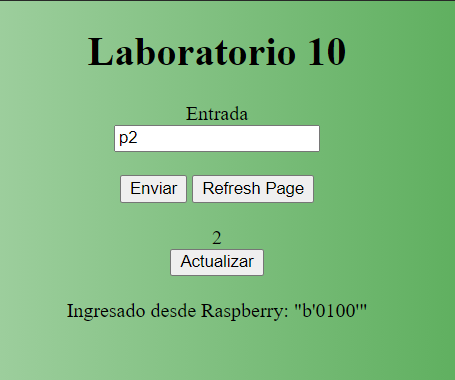 Laboratorio 10
Entrada
p2
Enviar Refresh Page
2
Actualizar
Ingresado desde Raspberry: "b'0100'"